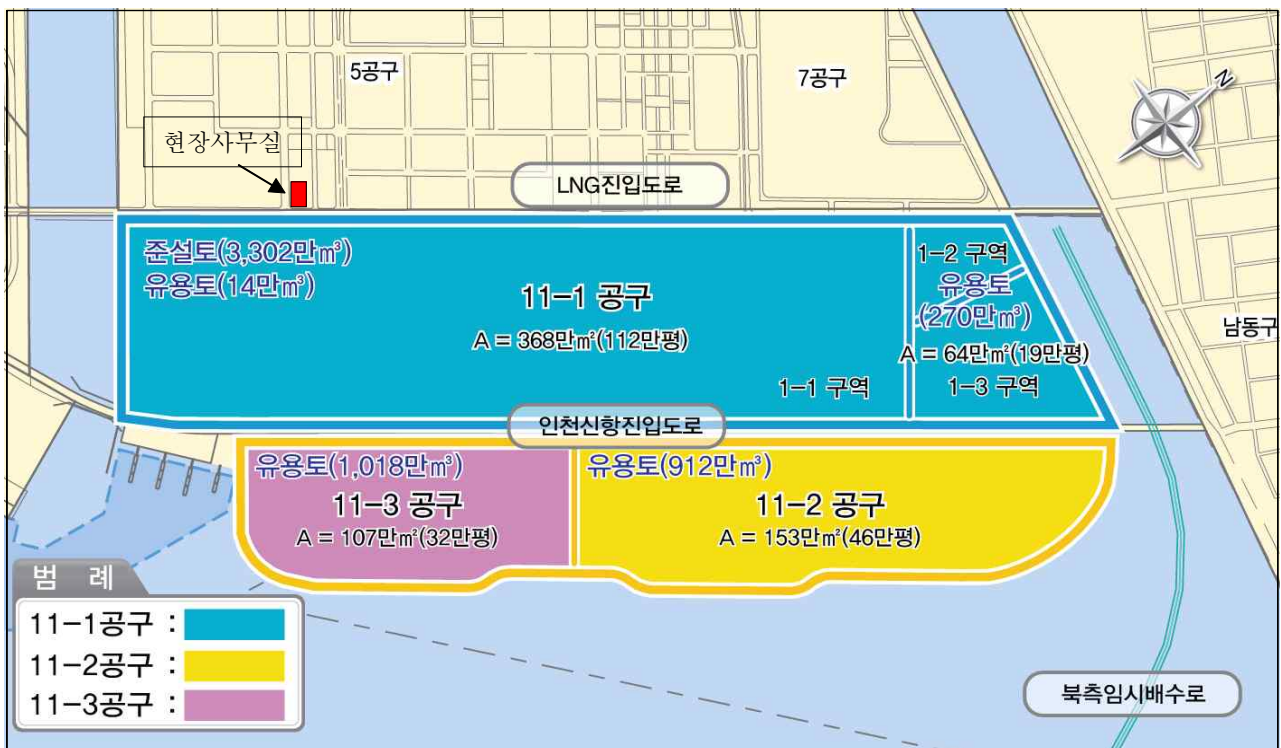 5공구
7공구
N
현장사무실
LNG진입도로
준설토(3,302만㎥)
유용토(14만㎥)
11-1 공구
A = 368만㎡(112만평)
1-1 구역
1-2 구역
유용토
(270만㎥)
A = 64만㎡(19만평)
1-3 구역
남동구
인천신항진입도로
유용토(1,018만㎥)
11-3 공구
A = 107만㎡(32만평)
유용토(912만㎥)
11-2 공구
A = 153만㎡(46만평)
범 례
11-1공구 :
11-2공구 :
11-3공구 :
북측임시배수로